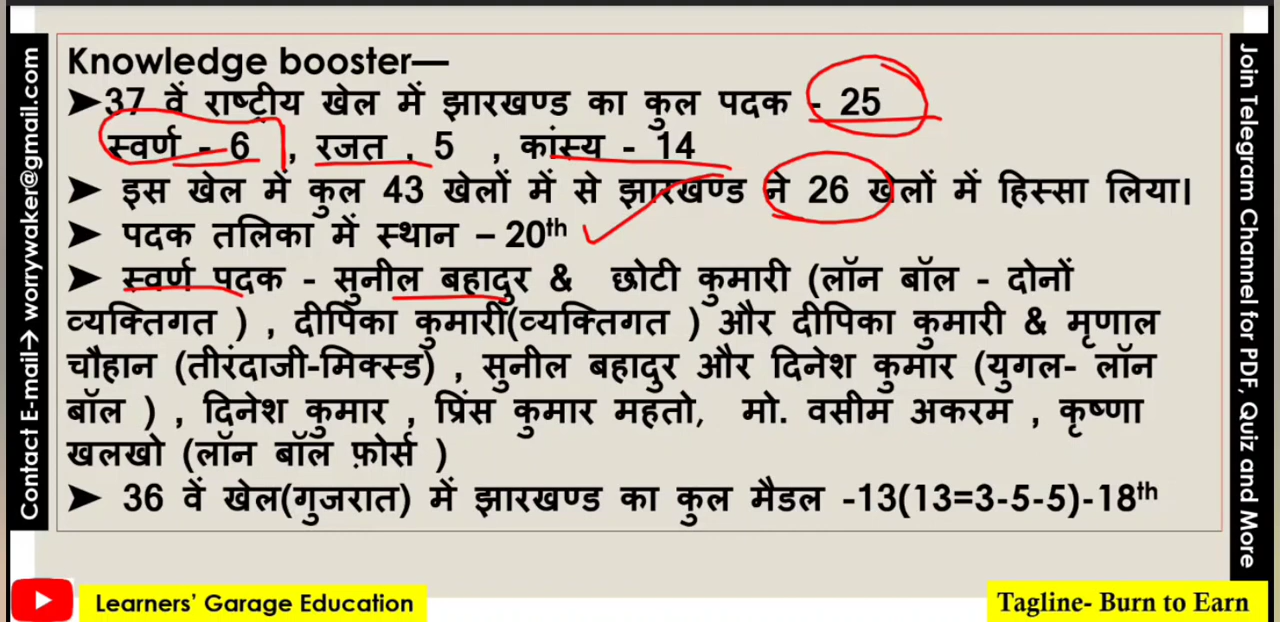 Knowledge booster—
➤37 वें राष्ट्रीय खेल में झारखण्ड का कुल पदक - 25
स्वर्ण - 6 , रजत , 5 , कांस्य - 14
➤ इस खेल में कुल 43 खेलों में से झारखण्ड ने 26 खेलों में हिस्सा लिया।
➤ पदक तलिका में स्थान – 20th
➤ स्वर्ण पदक - सुनील बहादुर & छोटी कुमारी (लॉन बॉल - दोनों
व्यक्तिगत ) , दीपिका कुमारी(व्यक्तिगत ) और दीपिका कुमारी & मृणाल
चौहान (तीरंदाजी-मिक्स्ड) , सुनील बहादुर और दिनेश कुमार (युगल- लॉन
बॉल ) , दिनेश कुमार , प्रिंस कुमार महतो, मो. वसीम अकरम , कृष्णा
खलखो (लॉन बॉल फ़ोर्स )
➤ 36 वें खेल(गुजरात) में झारखण्ड का कुल मैडल -13(13=3-5-5)-18th
Contact E-mail→ worrywaker@gmail.com
Join Telegram Channel for PDF, Quiz and More
Learners’ Garage Education
Tagline- Burn to Earn